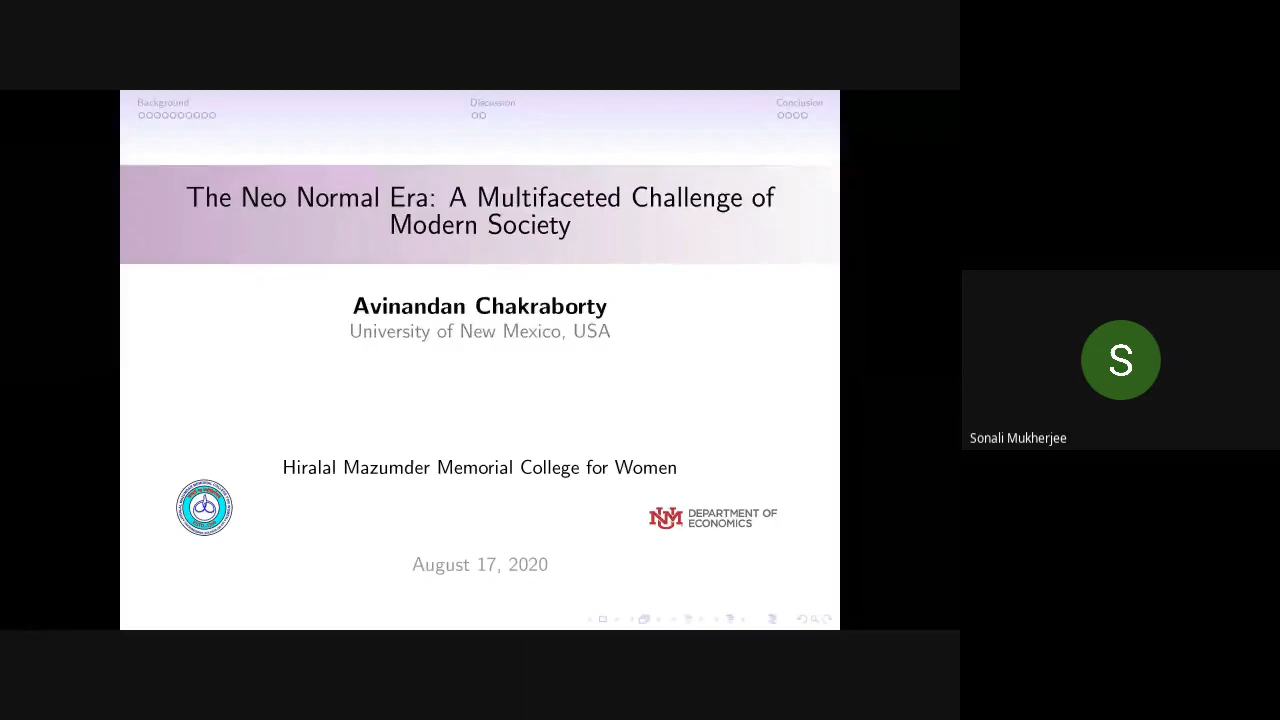 Background
Discussion
Conclusion
The Neo Normal Era: A Multifaceted Challenge of
Modern Society
Avinandan Chakraborty
University of New Mexico, USA
Hiralal Mazumder Memorial College for Women
UNM DEPARTMENT OF
ECONOMICS
August 17, 2020
S
Sonali Mukherjee